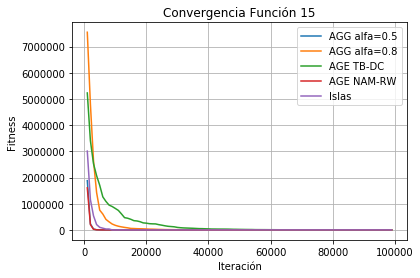 Convergencia Función 15
7000000
6000000
5000000
4000000
3000000
2000000
1000000
0
Fitness
AGG alfa=0.5
AGG alfa=0.8
AGE TB-DC
AGE NAM-RW
Islas
0 20000 40000 60000 80000 100000
Iteración